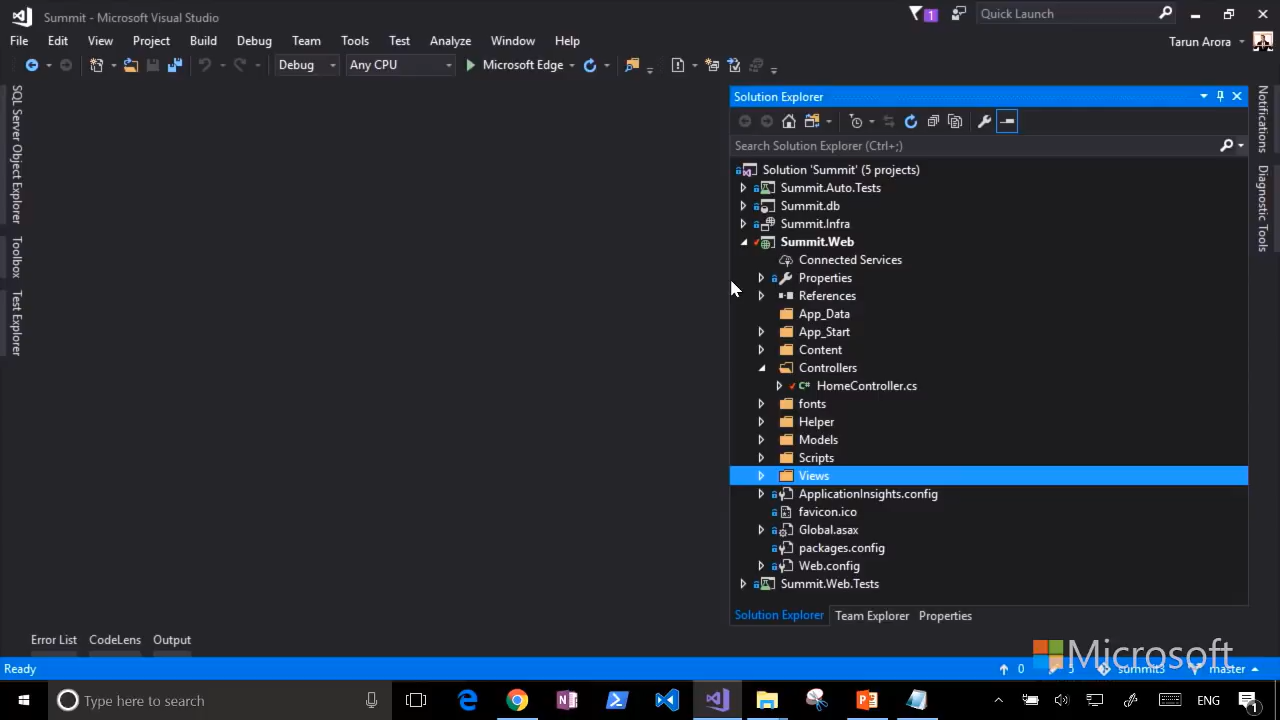 Summit - Microsoft Visual Studio
1
Quick Launch
File Edit View Project Build Debug Team Tools Test Analyze Window Help
Tarun Arora
Debug Any CPU Microsoft Edge
SQL Server Object Explorer
Toolbox
Test Explorer
Solution Explorer
Search Solution Explorer (Ctrl+;)
Solution 'Summit' (5 projects)
Summit.Auto.Tests
Summit.db
Summit.Infra
Summit.Web
Connected Services
Properties
References
App_Data
App_Start
Content
Controllers
C# HomeController.cs
fonts
Helper
Models
Scripts
Views
ApplicationInsights.config
favicon.ico
Global.asax
packages.config
Web.config
Summit.Web.Tests
Solution Explorer Team Explorer Properties
Notifications
Diagnostic Tools
Error List CodeLens Output
Microsoft
Ready
0 summit3 master
Type here to search
ENG
1